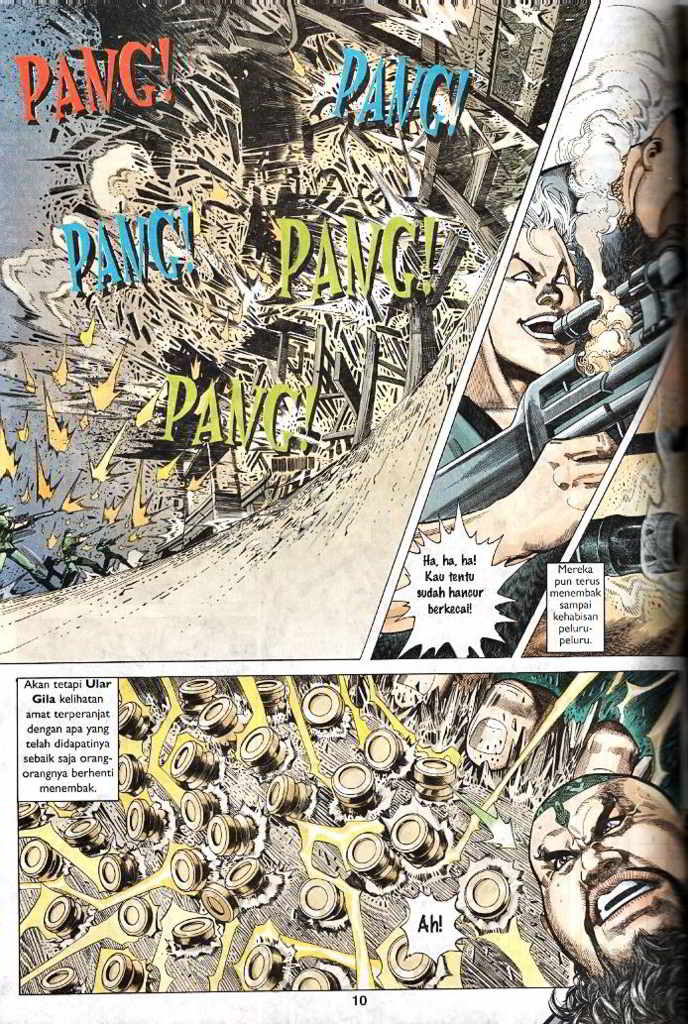 PANG!
PANG!
PANG!
PANG!
PANG!
Ha, ha, ha!
Kau tentu
sudah hancur
berkecai!
Mereka
pun terus
menembak
sampai
kehabisan
peluru-
peluru.
Akan tetapi Ular
Gila kelihatan
amat terperanjat
dengan apa yang
telah didapatinya
sebaik orang-
orangnya berhenti
menembak.
Ah!
10